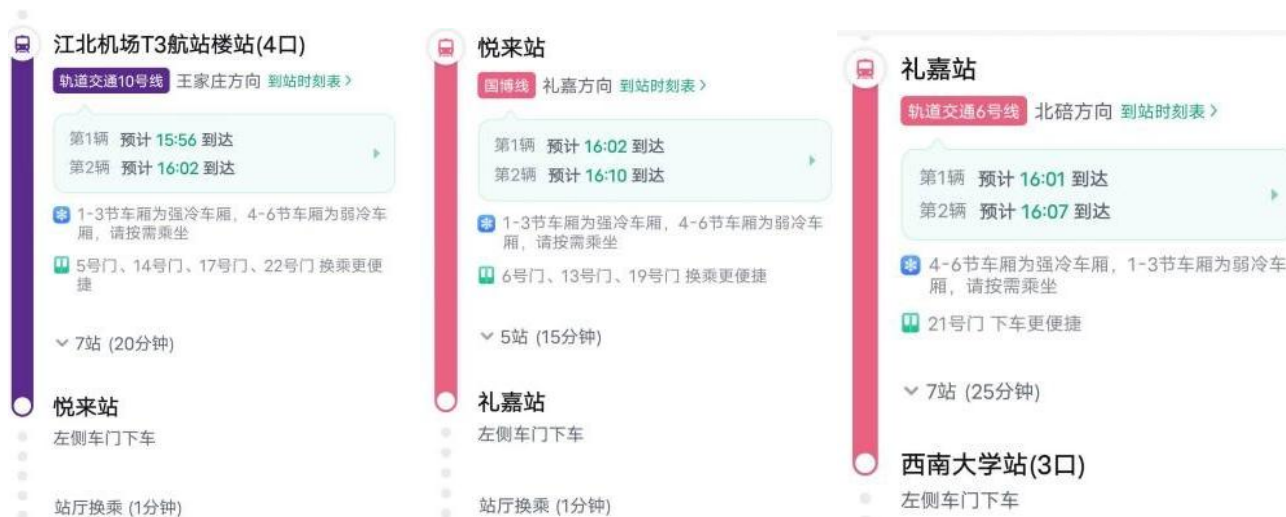 江北机场T3航站楼站(4口)
轨道交通10号线 王家庄方向 到站时刻表>
第1辆 预计 15:56 到达
第2辆 预计 16:02 到达
1-3节车厢为强冷车厢，4-6节车厢为弱冷车
厢，请按需乘坐
5号门、14号门、17号门、22号门 换乘更便
捷
7站 (20分钟)
悦来站
左侧车门下车
站厅换乘 (1分钟)
悦来站
国博线 礼嘉方向 到站时刻表>
第1辆 预计 16:02 到达
第2辆 预计 16:10 到达
1-3节车厢为强冷车厢，4-6节车厢为弱冷车
厢，请按需乘坐
6号门、13号门、19号门 换乘更便捷
5站 (15分钟)
礼嘉站
左侧车门下车
站厅换乘 (1分钟)
礼嘉站
轨道交通6号线 北碚方向 到站时刻表>
第1辆 预计 16:01 到达
第2辆 预计 16:07 到达
4-6节车厢为强冷车厢，1-3节车厢为弱冷车
厢，请按需乘坐
21号门 下车更便捷
7站 (25分钟)
西南大学站(3口)
左侧车门下车